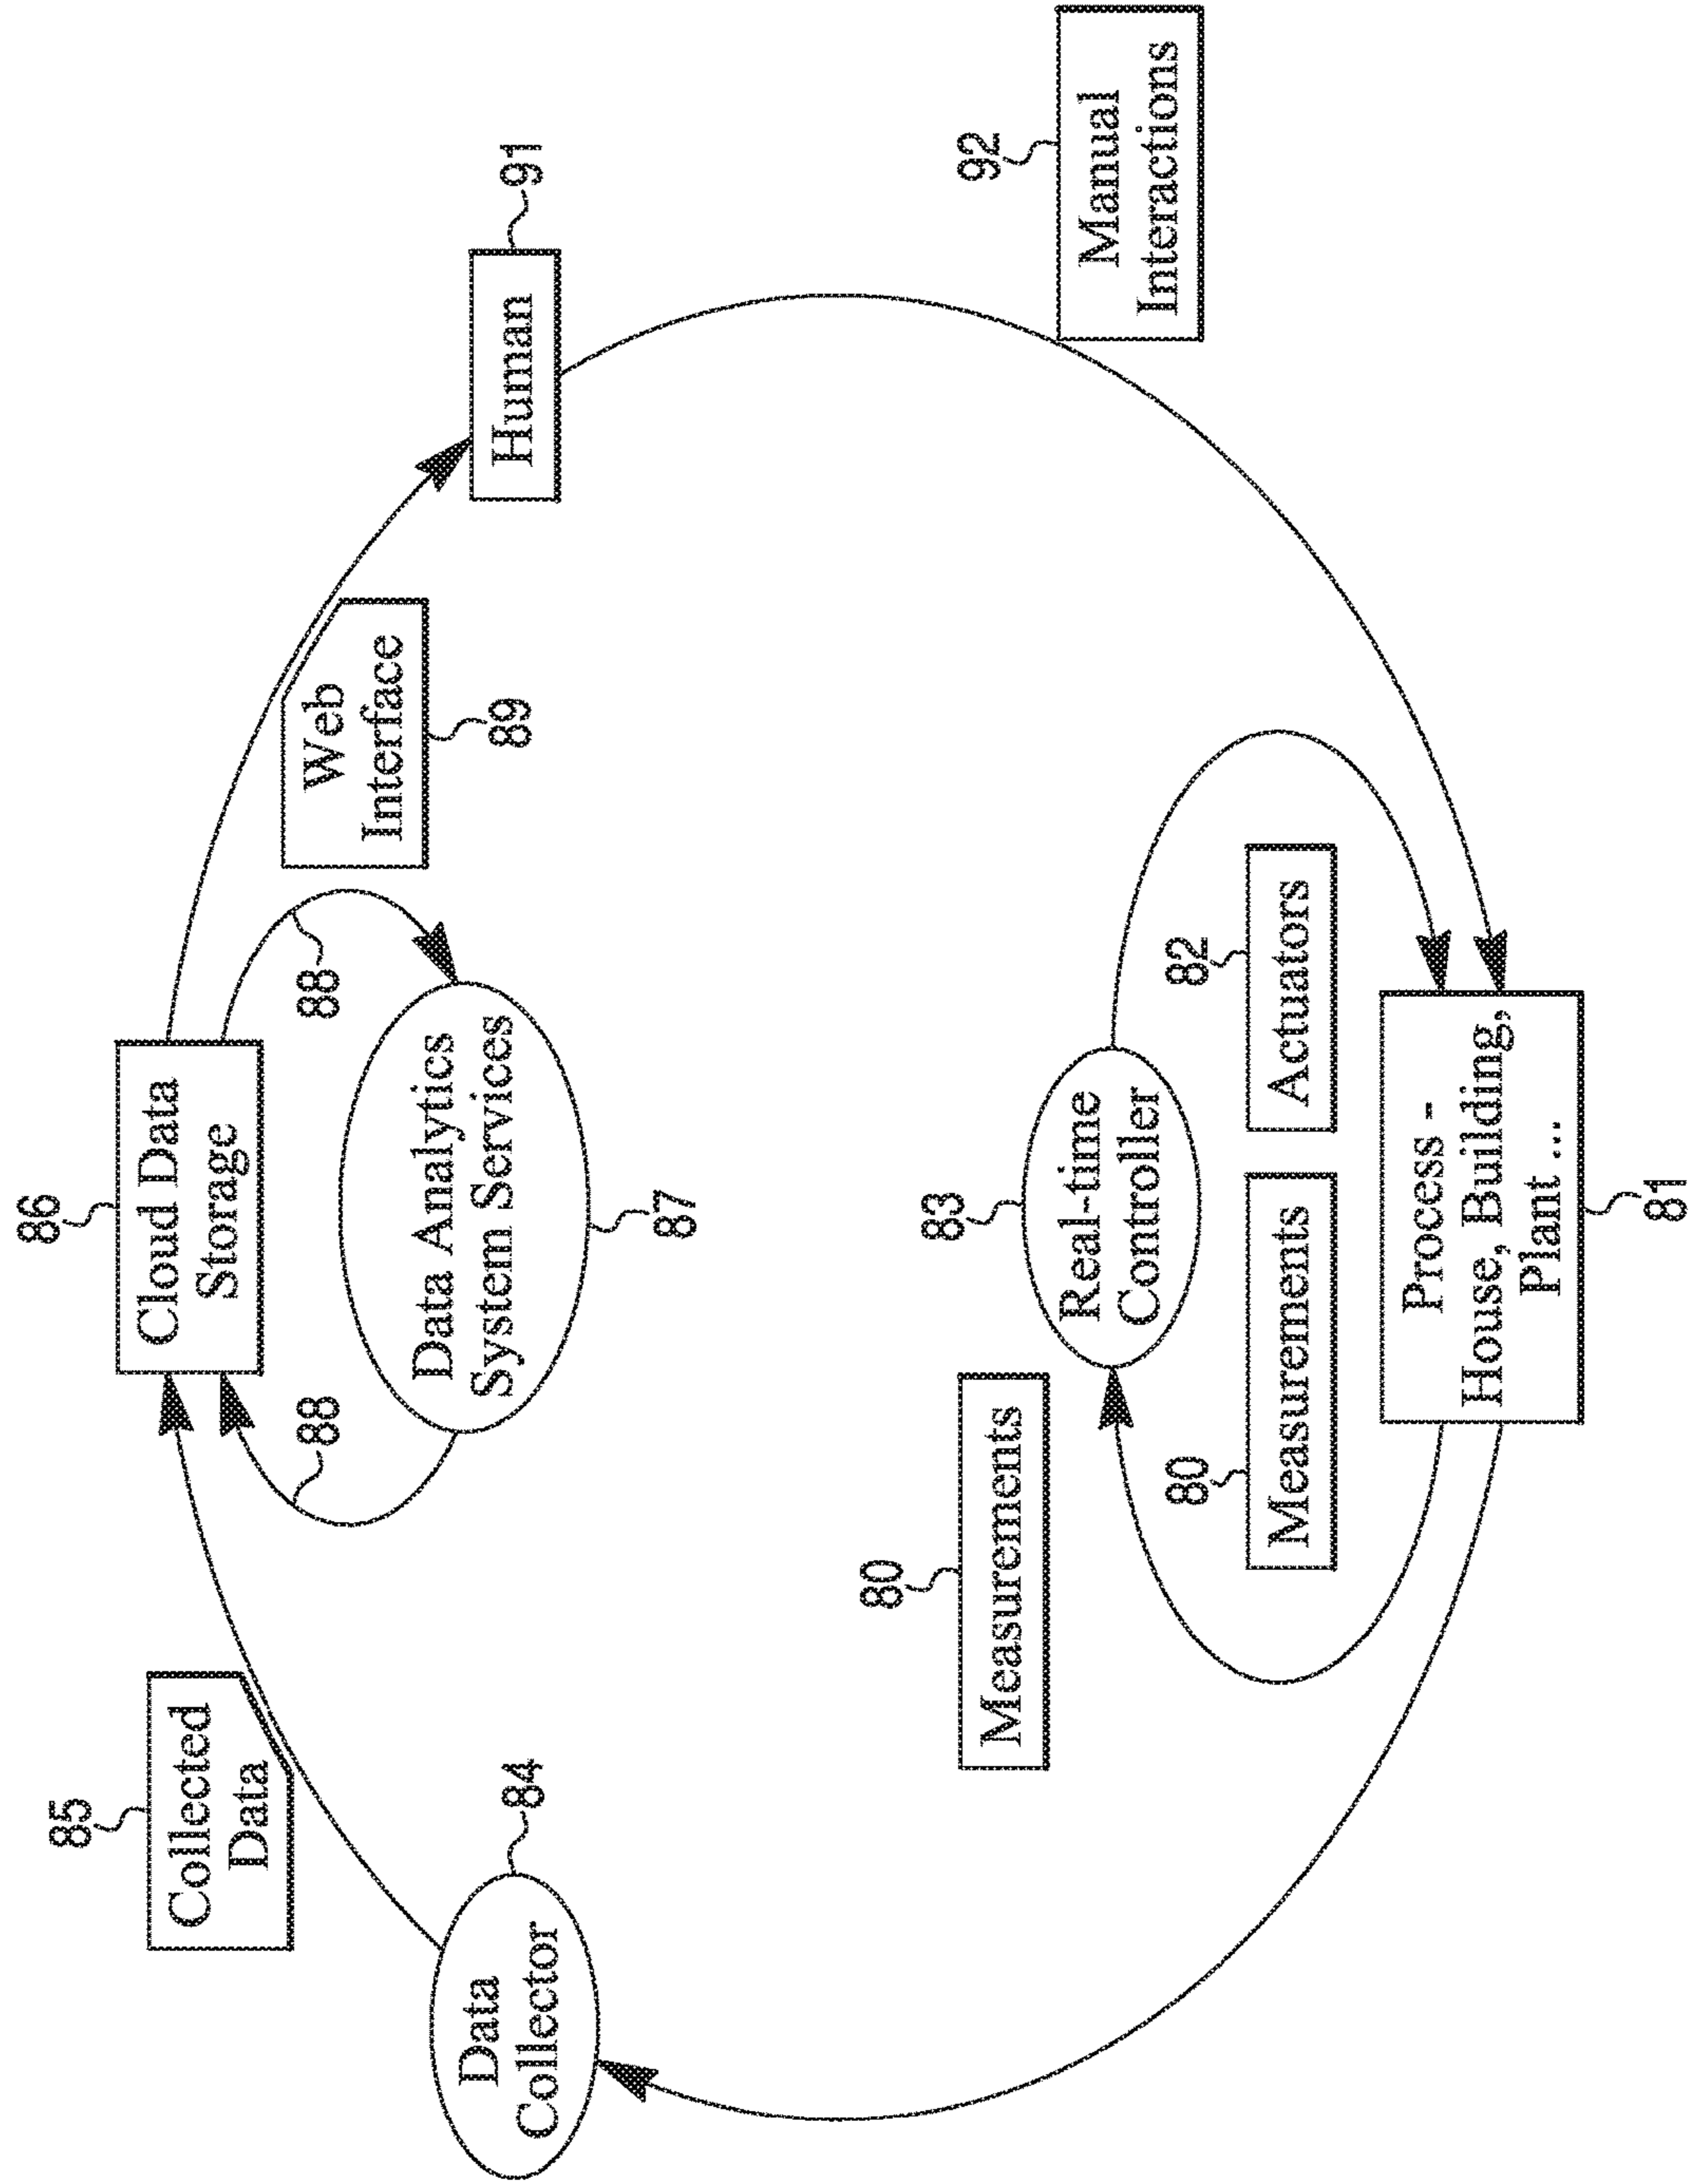 85
Collected
Data
84
Data
Collector
86
Cloud Data
Storage
88
88
Data Analytics
System Services
87
Web
Interface
89
91
Human
92
Manual
Interactions
80
Measurements
83
Real-time
Controller
80
Measurements
82
Actuators
Process -
House, Building,
Plant ...
81